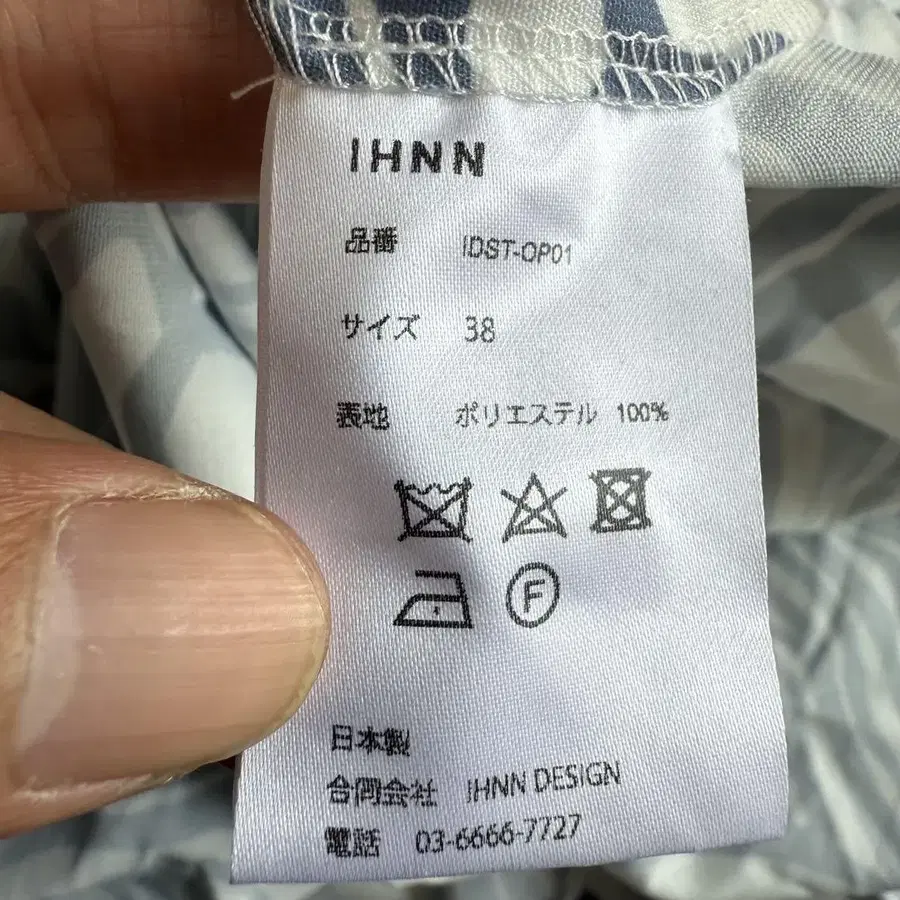 IHNN
品番 IDST-OP01
サイズ 38
表地 ポリエステル 100%
F
日本製
合同会社 IHNN DESIGN
電話 03-6666-7727